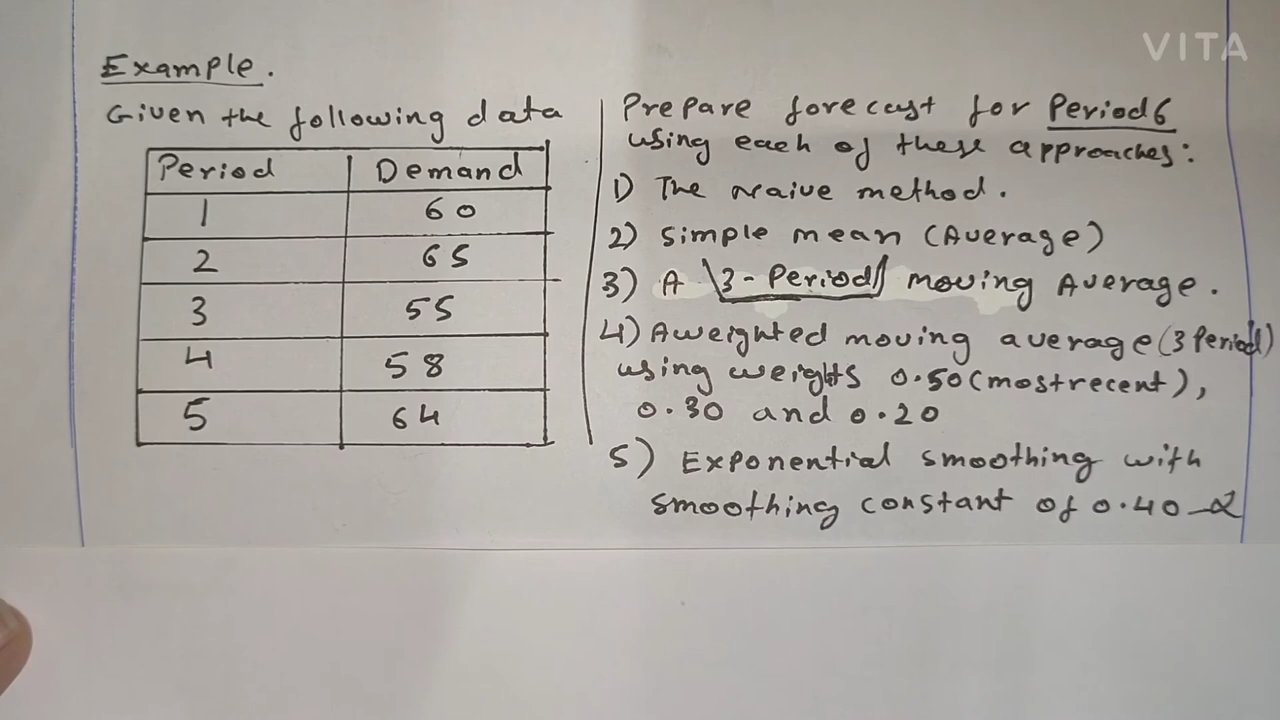 VITA
Example.
Given the following data
Period Demand
1 60
2 65
3 55
4 58
5 64
Prepare forecast for Period 6
using each of these approaches:
1) The naive method.
2) Simple mean (Average)
3) A 3-Period moving Average.
4) A weighted moving average (3 Period)
using weights 0.50 (most recent),
0.30 and 0.20
5) Exponential smoothing with
smoothing constant of 0.40 - α